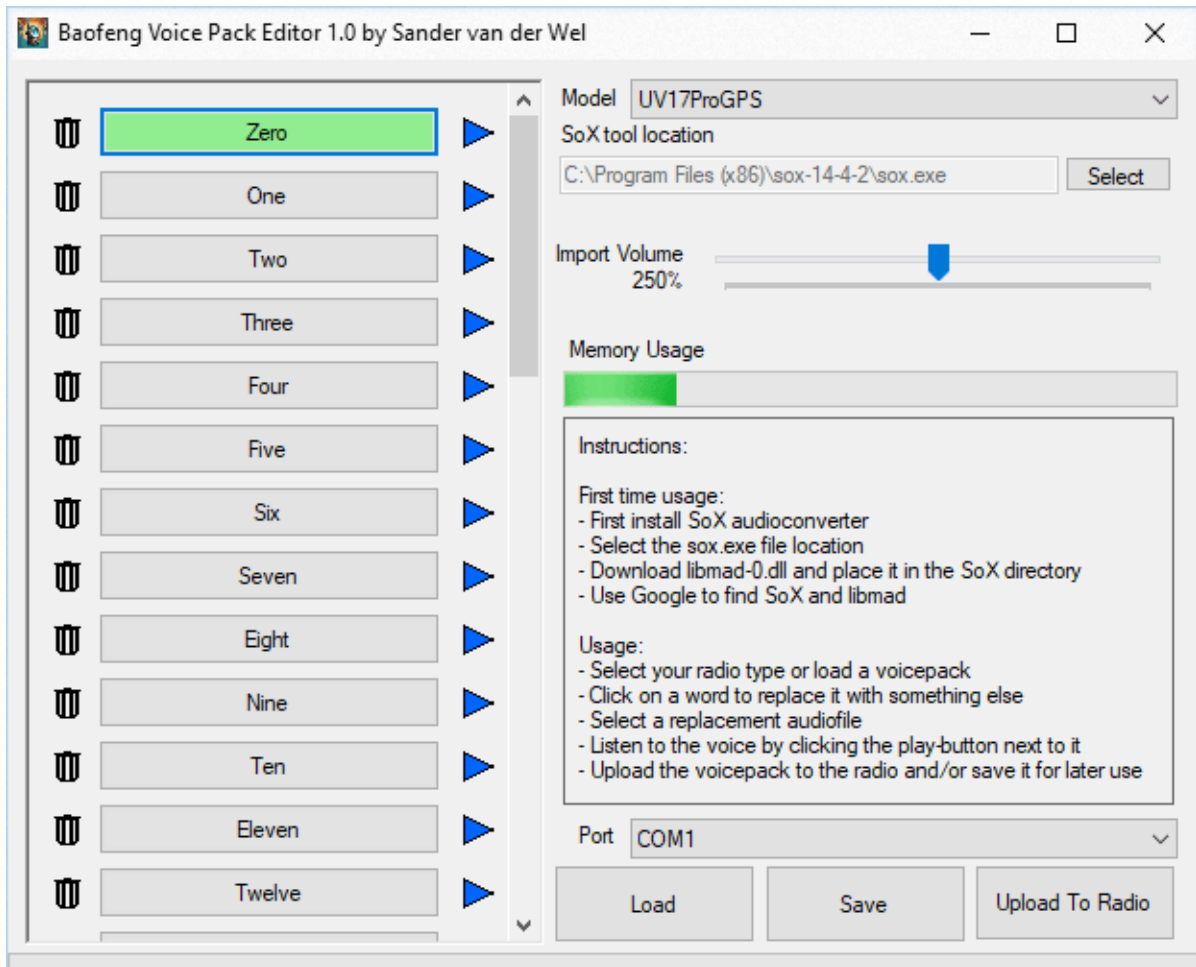 Baofeng Voice Pack Editor 1.0 by Sander van der Wel
Zero
One
Two
Three
Four
Five
Six
Seven
Eight
Nine
Ten
Eleven
Twelve
Model UV17ProGPS
SoX tool location
C:\Program Files (x86)\sox-14-4-2\sox.exe Select
Import Volume
250%
Memory Usage
Instructions:
First time usage:
- First install SoX audioconverter
- Select the sox.exe file location
- Download libmad-0.dll and place it in the SoX directory
- Use Google to find SoX and libmad
Usage:
- Select your radio type or load a voicepack
- Click on a word to replace it with something else
- Select a replacement audiofile
- Listen to the voice by clicking the play-button next to it
- Upload the voicepack to the radio and/or save it for later use
Port COM1
Load Save Upload To Radio